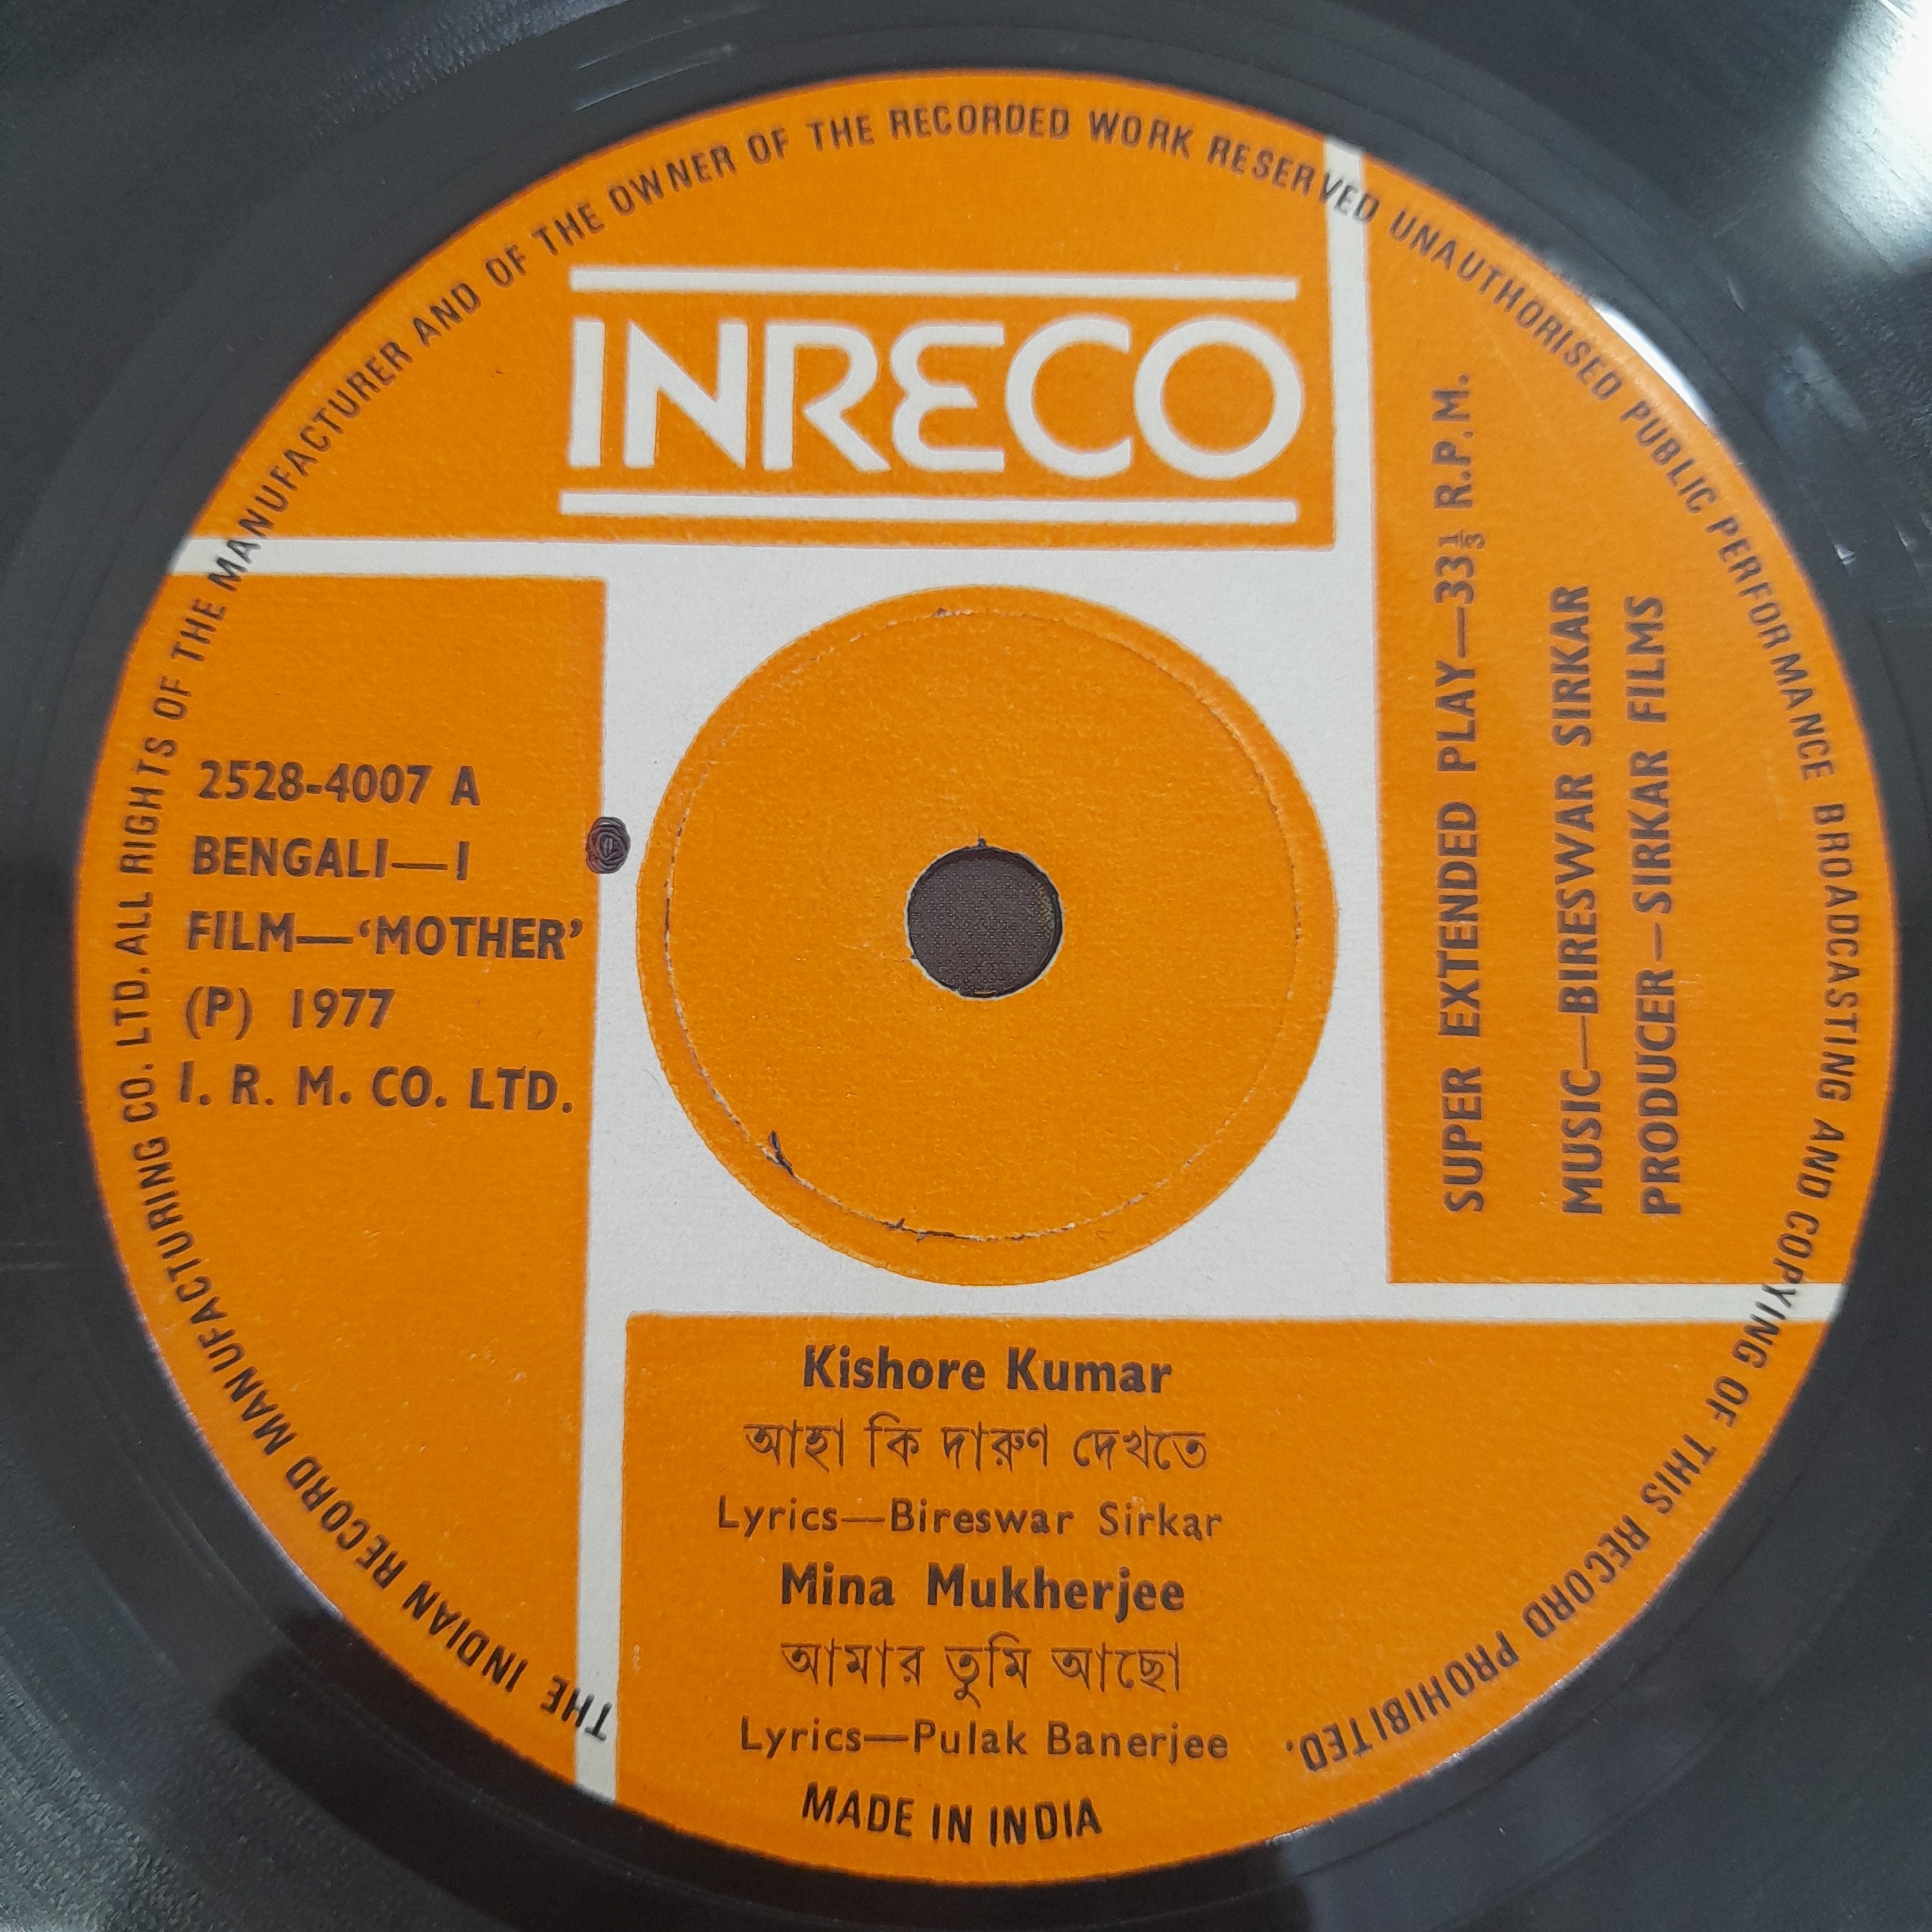 THE INDIAN RECORD MANUFACTURING CO. LTD. ALL RIGHTS OF THE MANUFACTURER AND OF THE OWNER OF THE RECORDED WORK RESERVED UNAUTHORISED PUBLIC PERFORMANCE BROADCASTING AND COPYING OF THIS RECORD PROHIBITED.
INRECO
2528-4007 A
BENGALI—I
FILM—‘MOTHER’
(P) 1977
I. R. M. CO. LTD.
SUPER EXTENDED PLAY—33⅓ R.P.M.
MUSIC—BIRESWAR SIRKAR
PRODUCER—SIRKAR FILMS
Kishore Kumar
আহা কি দারুণ দেখতে
Lyrics—Bireswar Sirkar
Mina Mukherjee
আমার তুমি আছো
Lyrics—Pulak Banerjee
MADE IN INDIA